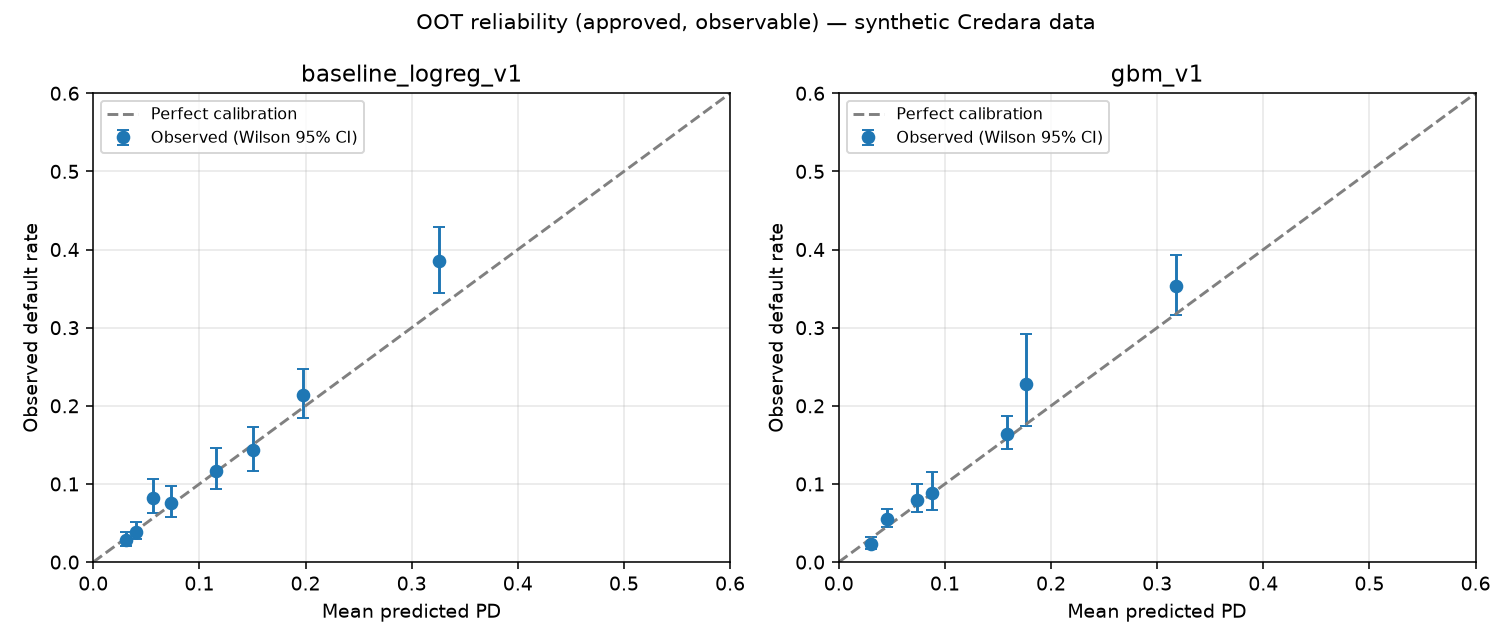 OOT reliability (approved, observable) — synthetic Credara data
baseline_logreg_v1
Perfect calibration
Observed (Wilson 95% CI)
Observed default rate
0.6
0.5
0.4
0.3
0.2
0.1
0.0
0.0 0.1 0.2 0.3 0.4 0.5 0.6
Mean predicted PD
gbm_v1
Perfect calibration
Observed (Wilson 95% CI)
Observed default rate
0.6
0.5
0.4
0.3
0.2
0.1
0.0
0.0 0.1 0.2 0.3 0.4 0.5 0.6
Mean predicted PD